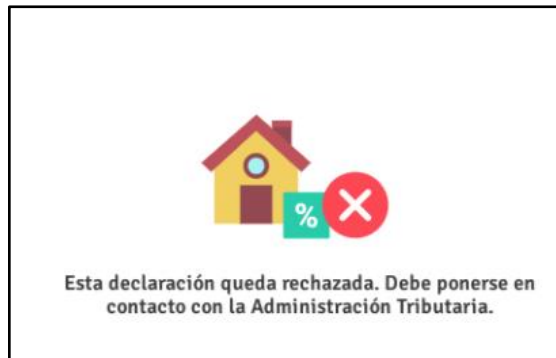 %
Esta declaración queda rechazada. Debe ponerse en
contacto con la Administración Tributaria.